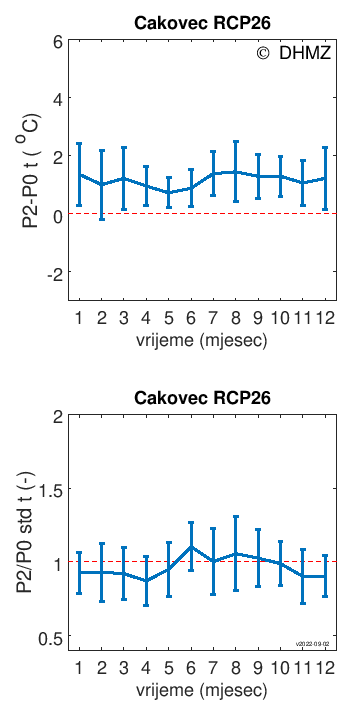 Cakovec RCP26
© DHMZ
6
4
2
0
-2
P2-P0 t ( °C)
1 2 3 4 5 6 7 8 9 10 11 12
vrijeme (mjesec)
Cakovec RCP26
2
1.5
1
0.5
P2/P0 std t (-)
v2022-09-02
1 2 3 4 5 6 7 8 9 10 11 12
vrijeme (mjesec)